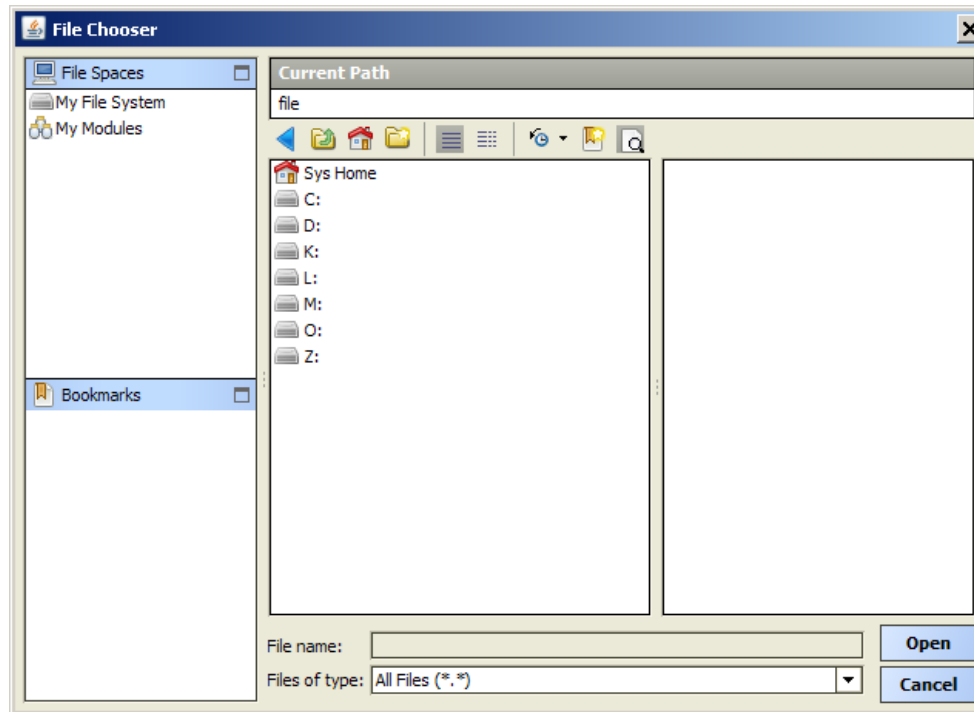 File Chooser
File Spaces
My File System
My Modules
Bookmarks
Current Path
file
Sys Home
C:
D:
K:
L:
M:
O:
Z:
File name:
Open
Files of type: All Files (*.*)
Cancel